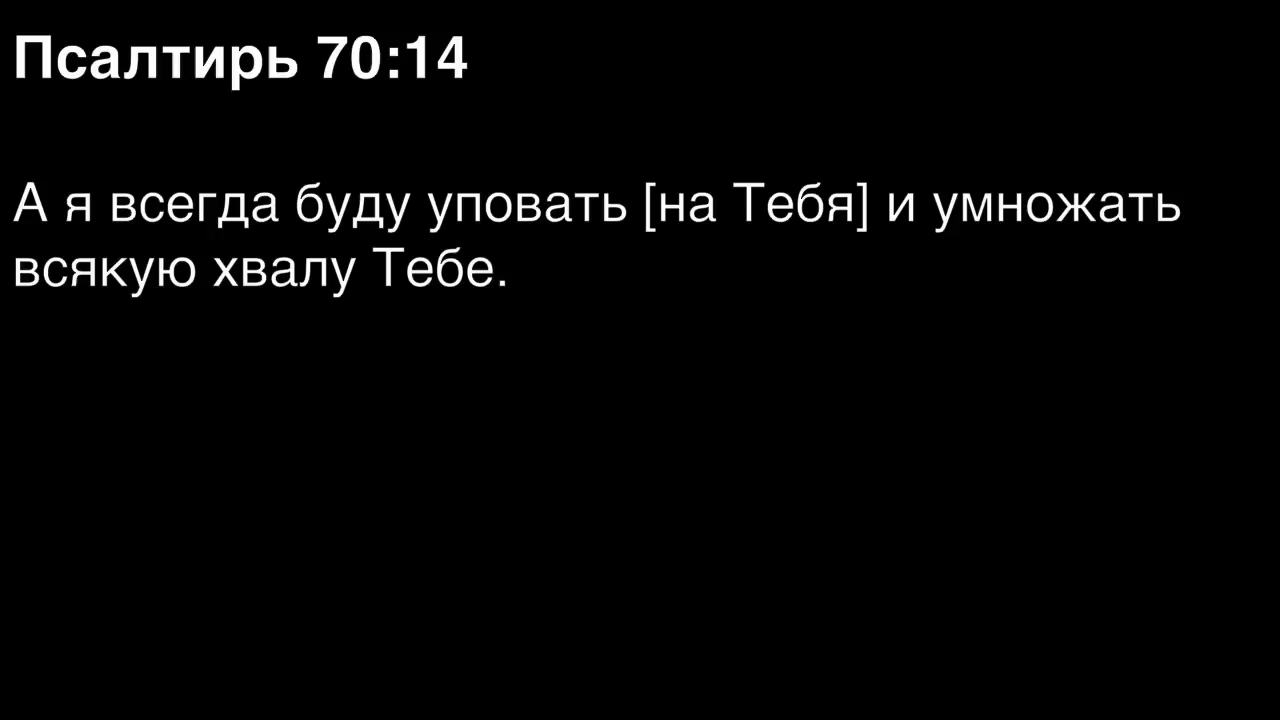 Псалтирь 70:14
А я всегда буду уповать [на Тебя] и умножать
всякую хвалу Тебе.